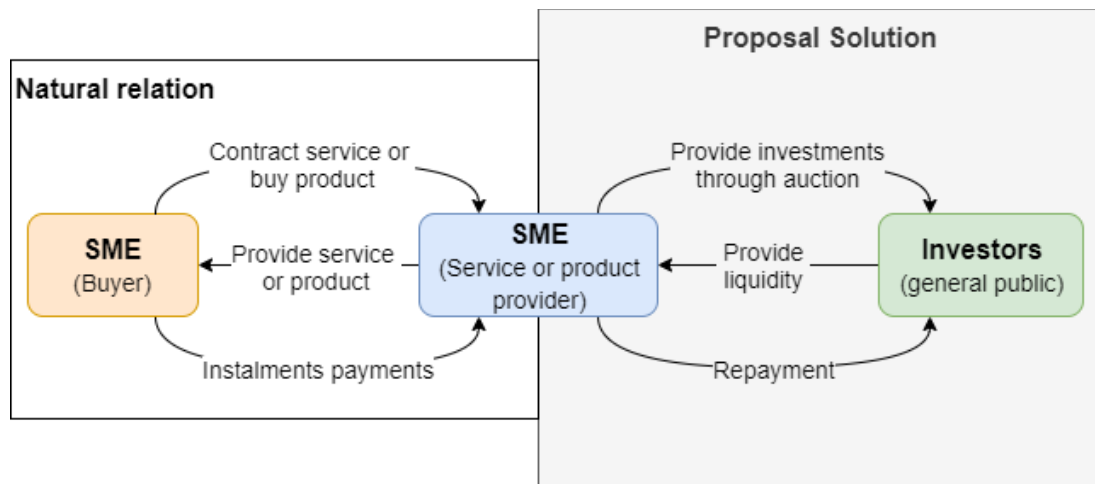 Proposal Solution
Natural relation
Contract service or
buy product
Provide investments
through auction
SME
(Buyer)
Provide service
or product
SME
(Service or product
provider)
Provide
liquidity
Investors
(general public)
Instalments payments
Repayment